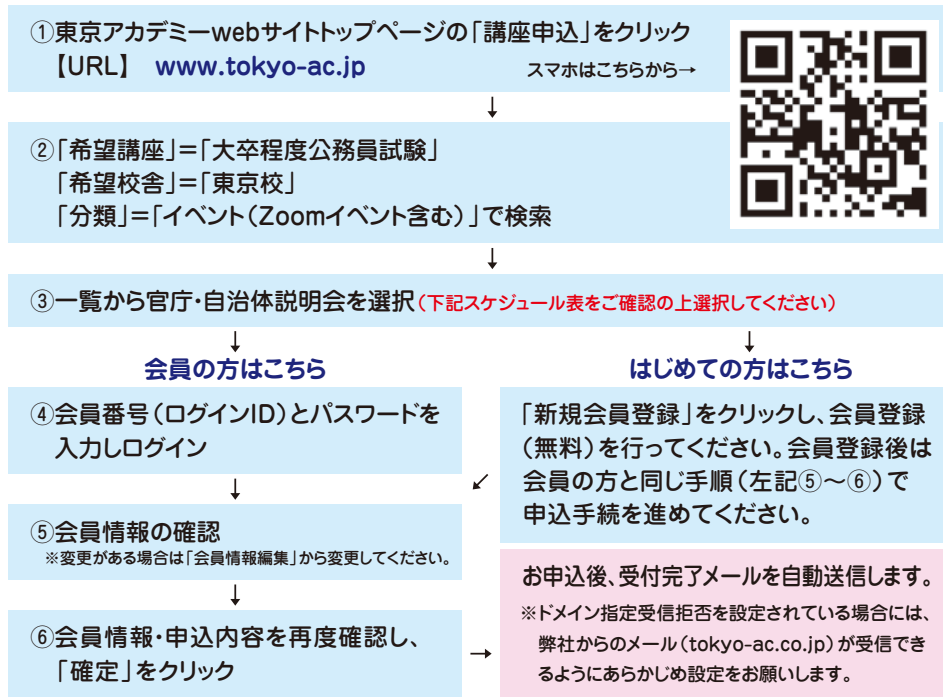 ①東京アカデミーwebサイトトップページの「講座申込」をクリック
【URL】 www.tokyo-ac.jp スマホはこちらから→
↓
②「希望講座」=「大卒程度公務員試験」
「希望校舎」=「東京校」
「分類」=「イベント(Zoomイベント含む)」で検索
↓
③一覧から官庁・自治体説明会を選択(下記スケジュール表をご確認の上選択してください)
↓ ↓
会員の方はこちら
④会員番号(ログインID)とパスワードを
入力しログイン
↓
⑤会員情報の確認
※変更がある場合は「会員情報編集」から変更してください。
↓
⑥会員情報・申込内容を再度確認し、
「確定」をクリック
→
はじめての方はこちら
「新規会員登録」をクリックし、会員登録
(無料)を行ってください。会員登録後は
会員の方と同じ手順(左記⑤〜⑥)で
申込手続を進めてください。
↙
お申込後、受付完了メールを自動送信します。
※ドメイン指定受信拒否を設定されている場合には、
弊社からのメール(tokyo-ac.co.jp)が受信でき
るようにあらかじめ設定をお願いします。